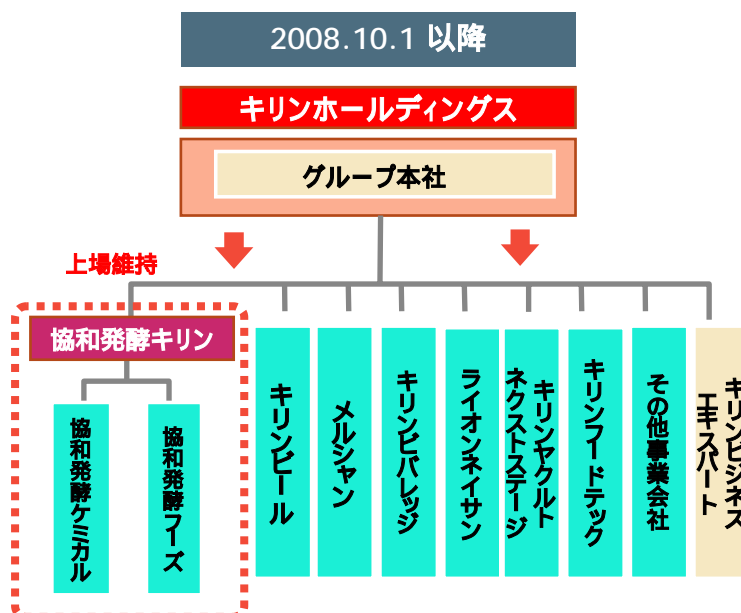 2008.10.1 以降
キリンホールディングス
グループ本社
上場維持
協和発酵キリン
協和発酵ケミカル
協和発酵フーズ
キリンビール
メルシャン
キリンビバレッジ
ライオンネイサン
キリンヤクルト
ネクストステージ
キリンフードテック
その他事業会社
キリンビジネス
エキスパート